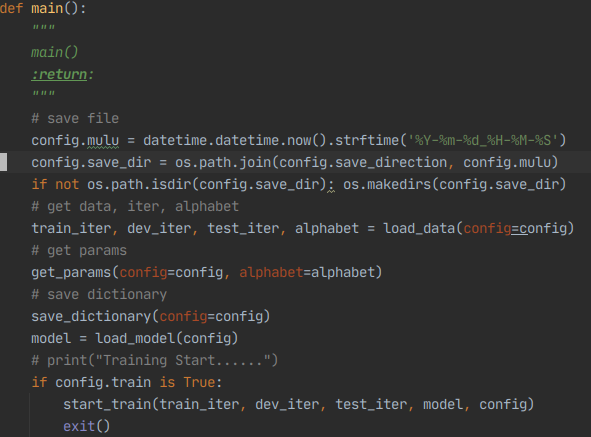 def main():
    """
    main()
    :return:
    """
    # save file
    config.mulu = datetime.datetime.now().strftime('%Y-%m-%d_%H-%M-%S')
    config.save_dir = os.path.join(config.save_direction, config.mulu)
    if not os.path.isdir(config.save_dir): os.makedirs(config.save_dir)
    # get data, iter, alphabet
    train_iter, dev_iter, test_iter, alphabet = load_data(config=config)
    # get params
    get_params(config=config, alphabet=alphabet)
    # save dictionary
    save_dictionary(config=config)
    model = load_model(config)
    # print("Training Start......")
    if config.train is True:
        start_train(train_iter, dev_iter, test_iter, model, config)
        exit()